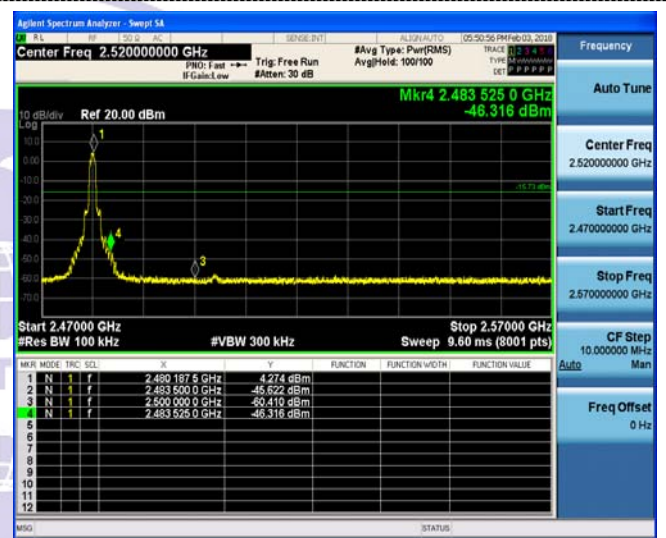 Agilent Spectrum Analyzer - Swept SA
RL RF 50 Ω AC SENSE:INT ALIGN AUTO 05:50:56 PM Feb 03, 2018
Center Freq 2.520000000 GHz
PNO: Fast
IFGain:Low
Trig: Free Run
#Atten: 30 dB
#Avg Type: Pwr(RMS)
Avg|Hold: 100/100
TRACE 1 2 3 4 5 6
TYPE
DET P P P P P P
Frequency
Mkr4 2.483 525 0 GHz
-46.316 dBm
10 dB/div Ref 20.00 dBm
Log
10.0
0.00
-10.0
-20.0
-30.0
-40.0
-50.0
-60.0
-70.0
1
4
3
-15.73 dBm
Start 2.47000 GHz
#Res BW 100 kHz
#VBW 300 kHz
Stop 2.57000 GHz
Sweep 9.60 ms (8001 pts)
MKR MODE TRC SCL X Y FUNCTION FUNCTION WIDTH FUNCTION VALUE
1 N 1 f 2.480 187 5 GHz 4.274 dBm
2 N 1 f 2.483 500 0 GHz -45.622 dBm
3 N 1 f 2.500 000 0 GHz -60.410 dBm
4 N 1 f 2.483 525 0 GHz -46.316 dBm
5
6
7
8
9
10
11
12
MSG STATUS
Auto Tune
Center Freq
2.520000000 GHz
Start Freq
2.470000000 GHz
Stop Freq
2.570000000 GHz
CF Step
10.000000 MHz
Auto Man
Freq Offset
0 Hz